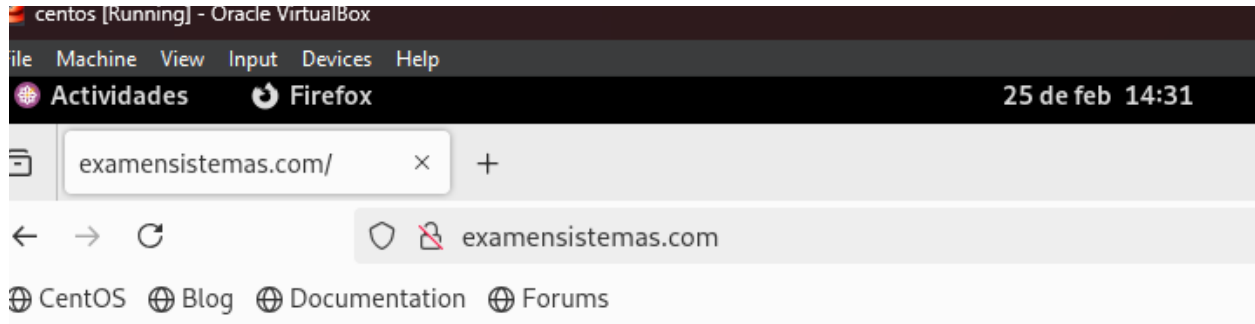 centos [Running] - Oracle VirtualBox
File Machine View Input Devices Help
Actividades Firefox 25 de feb 14:31
examensistemas.com/
examensistemas.com
CentOS Blog Documentation Forums